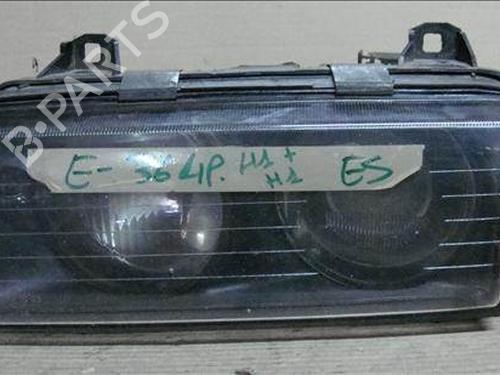 B-PARTS
E-36 4P. H1 + H1 ES